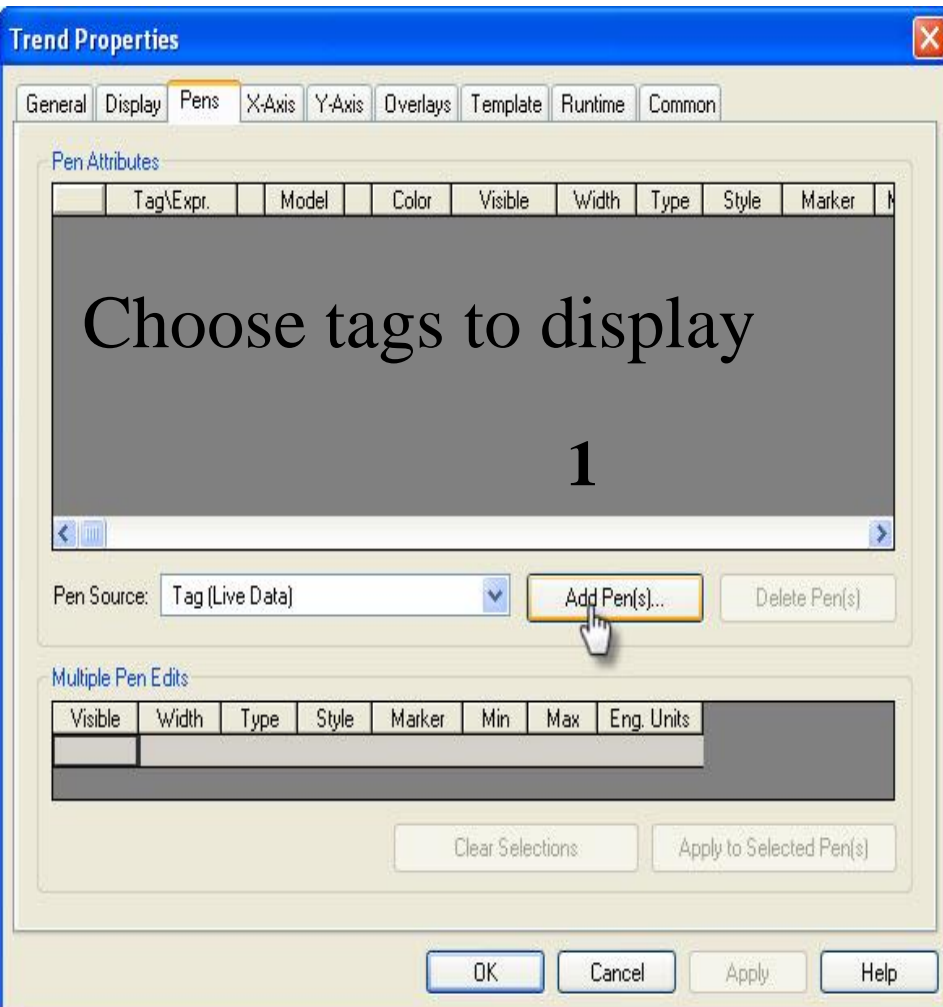 Trend Properties
General Display Pens X-Axis Y-Axis Overlays Template Runtime Common
Pen Attributes
Tag\Expr. Model Color Visible Width Type Style Marker
Choose tags to display
1
Pen Source: Tag (Live Data) Add Pen(s)... Delete Pen(s)
Multiple Pen Edits
Visible Width Type Style Marker Min Max Eng. Units
Clear Selections Apply to Selected Pen(s)
OK Cancel Apply Help